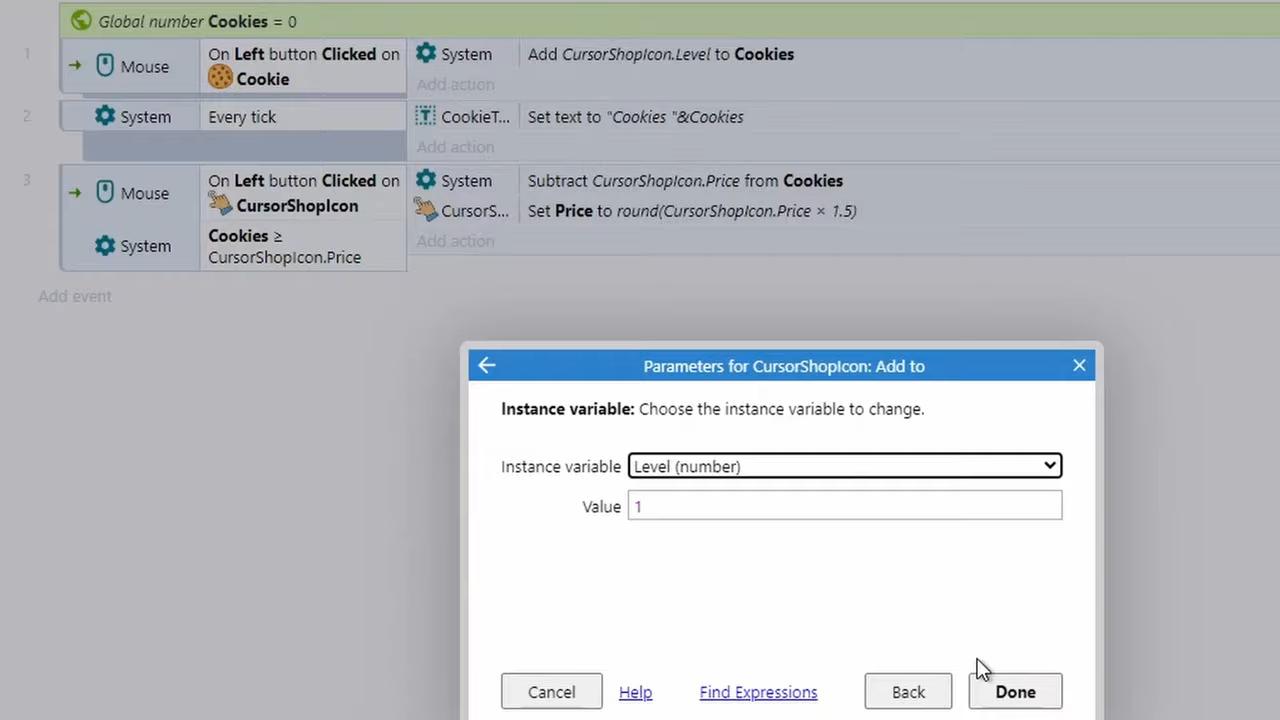 Global number Cookies = 0
1
Mouse
On Left button Clicked on
Cookie
System
Add CursorShopIcon.Level to Cookies
Add action
2
System
Every tick
CookieT...
Set text to "Cookies "&Cookies
Add action
3
Mouse
On Left button Clicked on
CursorShopIcon
System
Cookies ≥
CursorShopIcon.Price
System
Subtract CursorShopIcon.Price from Cookies
CursorS...
Set Price to round(CursorShopIcon.Price × 1.5)
Add action
Add event
Parameters for CursorShopIcon: Add to
Instance variable: Choose the instance variable to change.
Instance variable
Level (number)
Value
1
Cancel
Help
Find Expressions
Back
Done